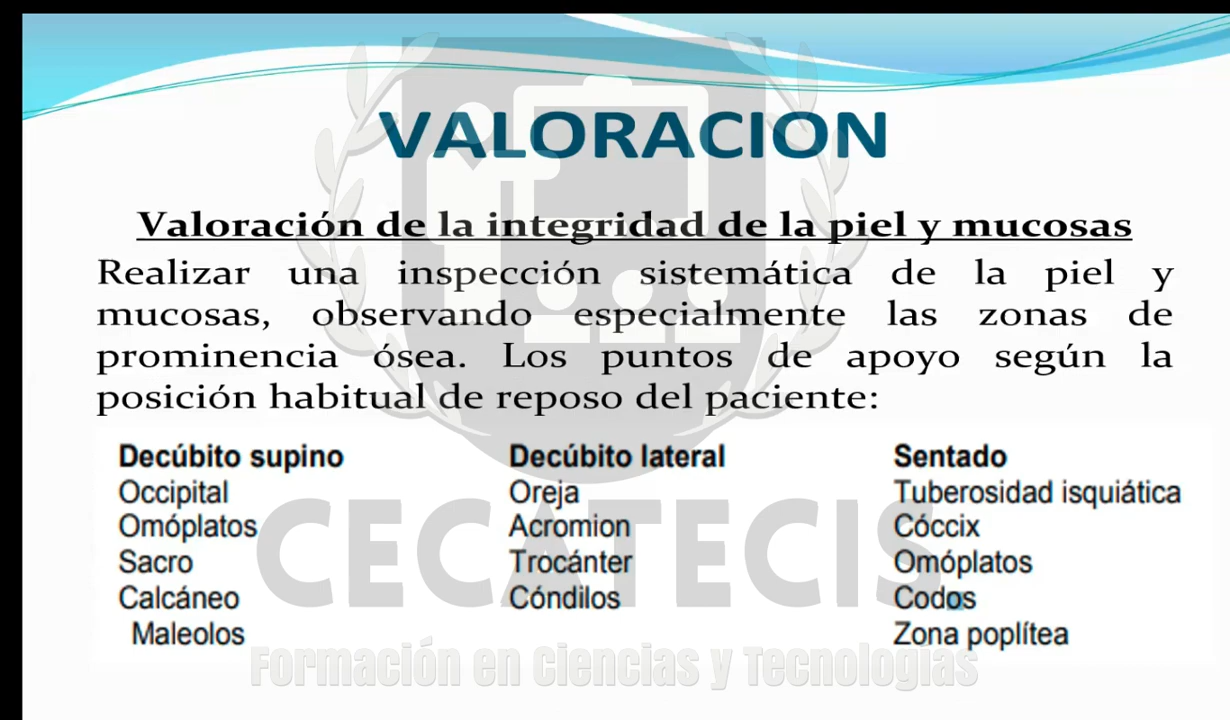 VALORACION
Valoración de la integridad de la piel y mucosas
Realizar una inspección sistemática de la piel y
mucosas, observando especialmente las zonas de
prominencia ósea. Los puntos de apoyo según la
posición habitual de reposo del paciente:
Decúbito supino
Occipital
Omóplatos
Sacro
Calcáneo
Maleolos
Decúbito lateral
Oreja
Acromion
Trocánter
Cóndilos
Sentado
Tuberosidad isquiática
Cóccix
Omóplatos
Codos
Zona poplítea
CECATECIS
Formación en Ciencias y Tecnologías